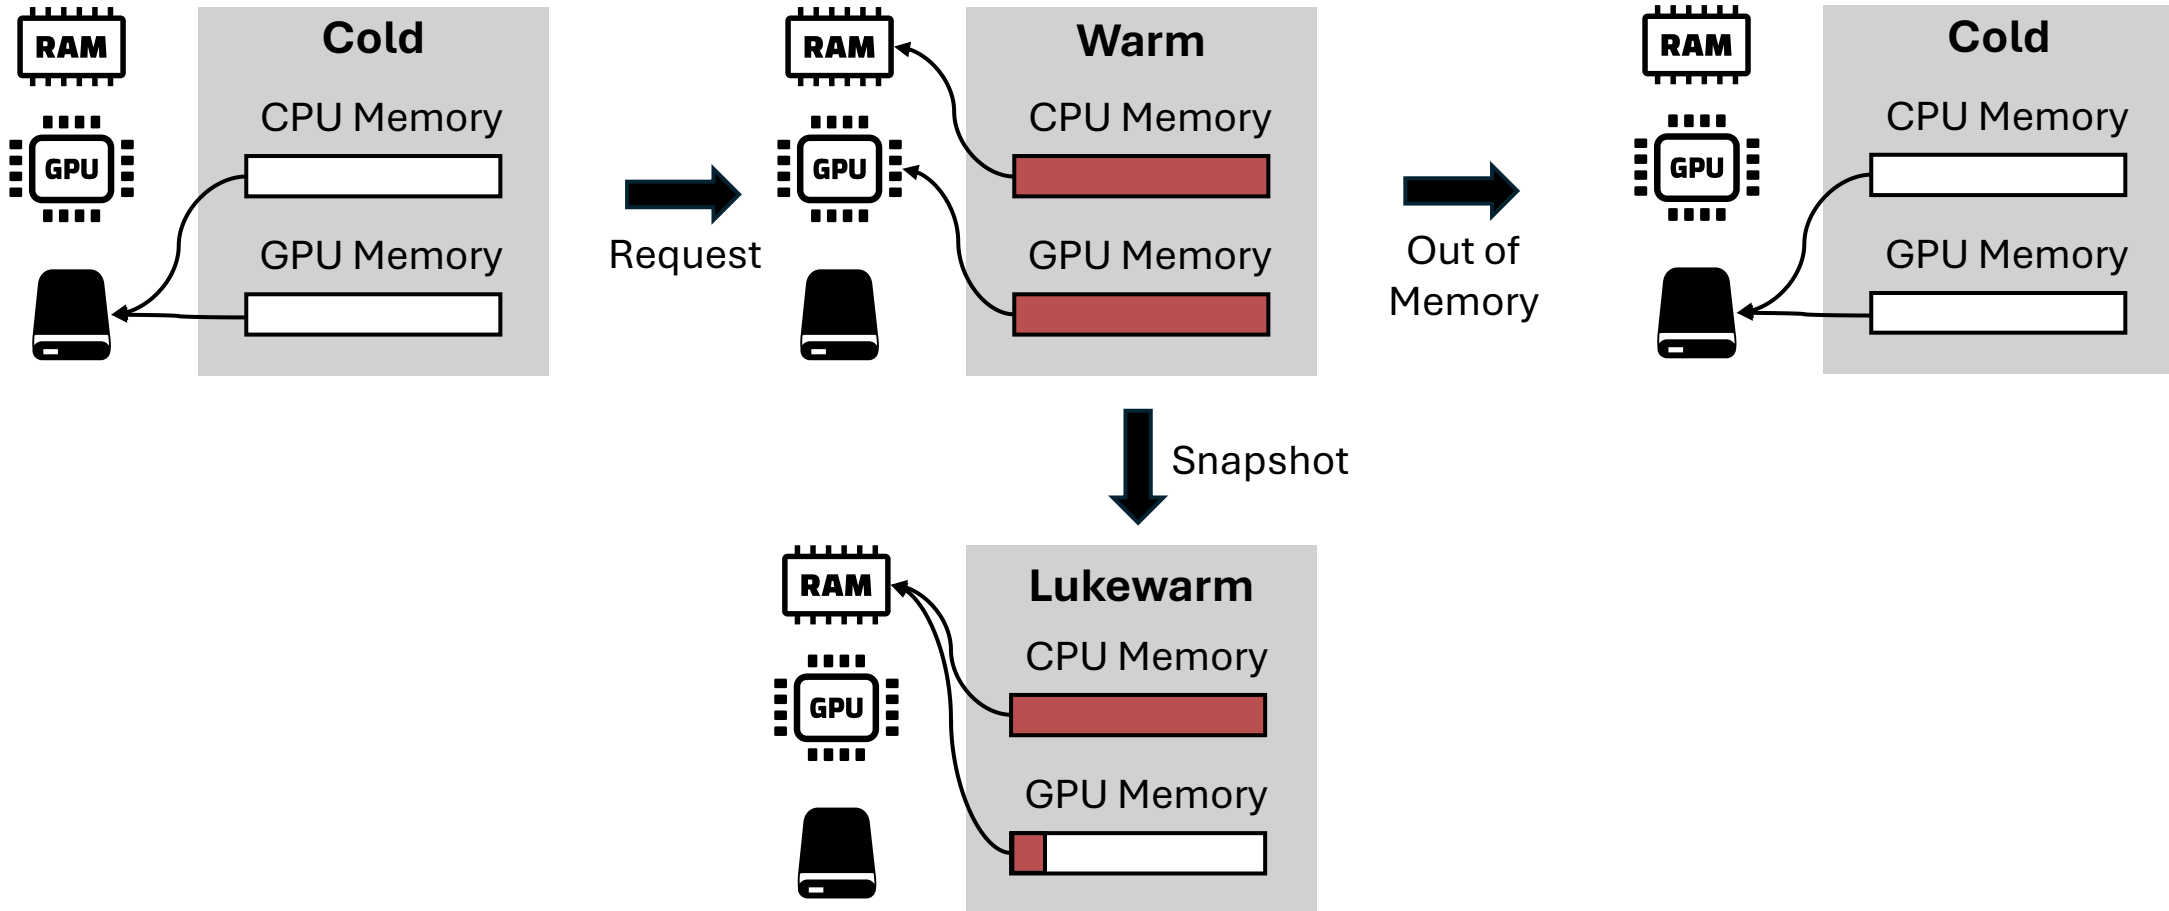 RAM
GPU
Cold
CPU Memory
GPU Memory
Request
RAM
GPU
Warm
CPU Memory
GPU Memory
Out of
Memory
RAM
GPU
Cold
CPU Memory
GPU Memory
Snapshot
RAM
GPU
Lukewarm
CPU Memory
GPU Memory